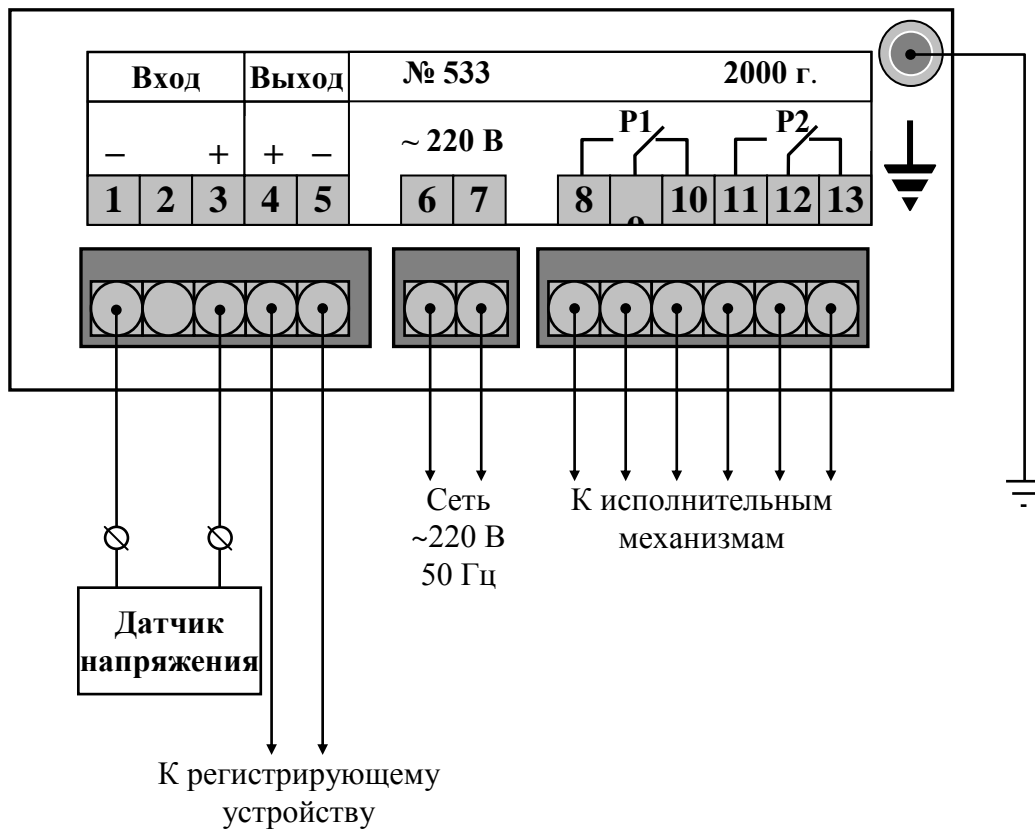 Вход Выход № 533 2000 г.
– + + – ~ 220 В Р1 Р2
1 2 3 4 5 6 7 8 9 10 11 12 13
Сеть
~220 В
50 Гц
К исполнительным
механизмам
Датчик
напряжения
К регистрирующему
устройству